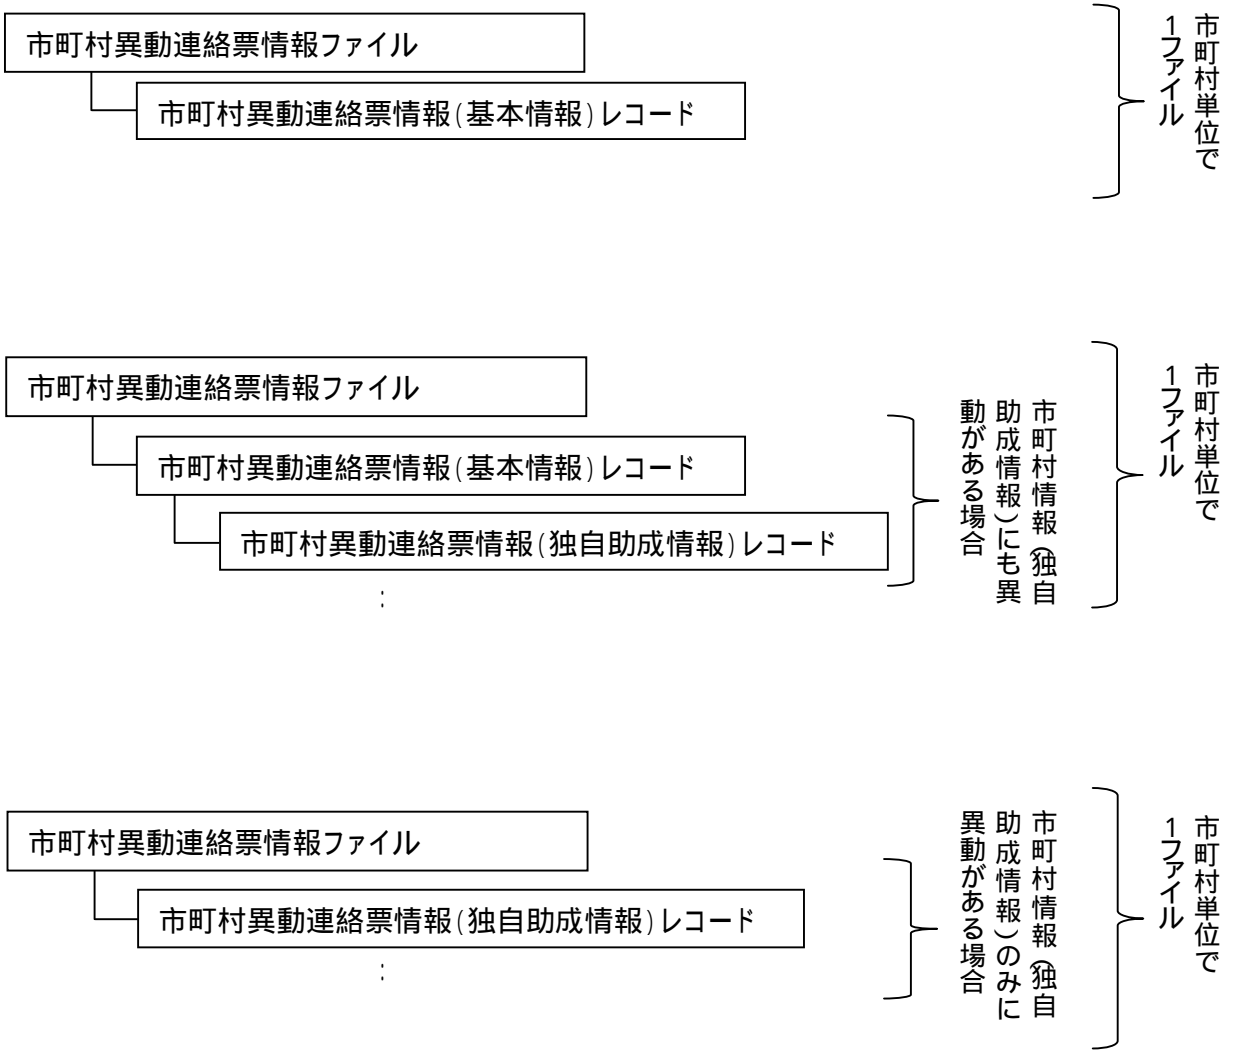 市町村異動連絡票情報ファイル
市町村異動連絡票情報(基本情報)レコード
市町村単位で
1ファイル
市町村異動連絡票情報ファイル
市町村異動連絡票情報(基本情報)レコード
市町村異動連絡票情報(独自助成情報)レコード
:
市町村情報(独自
助成情報)にも異
動がある場合
市町村単位で
1ファイル
市町村異動連絡票情報ファイル
市町村異動連絡票情報(独自助成情報)レコード
:
市町村情報(独自
助成情報)のみに
異動がある場合
市町村単位で
1ファイル